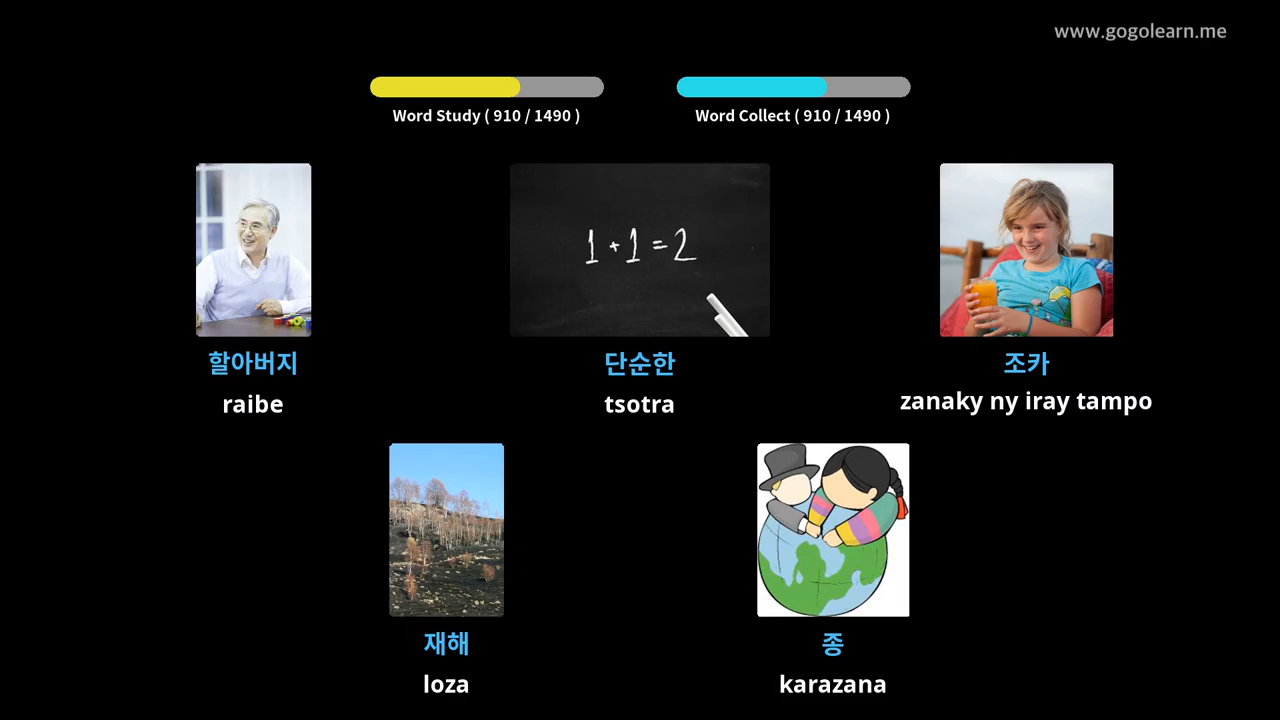 www.gogolearn.me
Word Study ( 910 / 1490 )
Word Collect ( 910 / 1490 )
1+1=2
할아버지
단순한
조카
raibe
tsotra
zanaky ny iray tampo
재해
종
loza
karazana